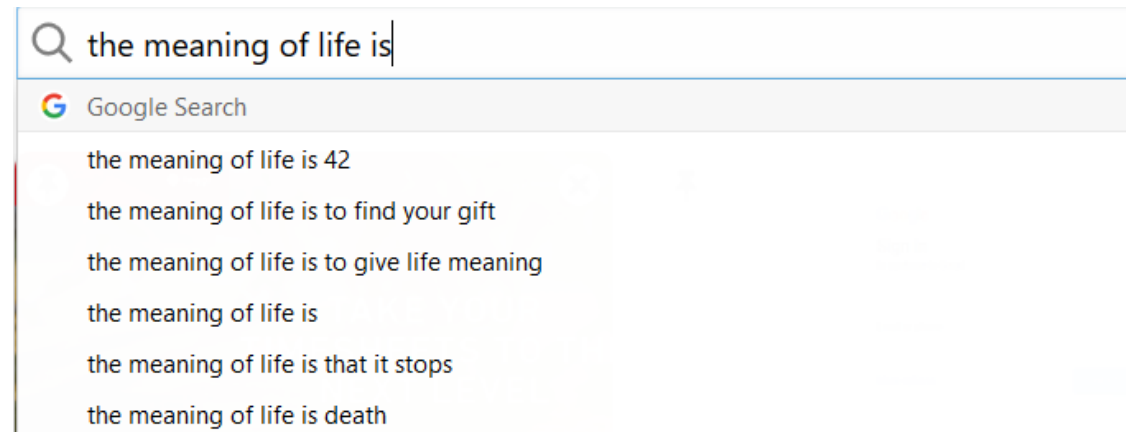 the meaning of life is
Google Search
the meaning of life is 42
the meaning of life is to find your gift
the meaning of life is to give life meaning
the meaning of life is
the meaning of life is that it stops
the meaning of life is death